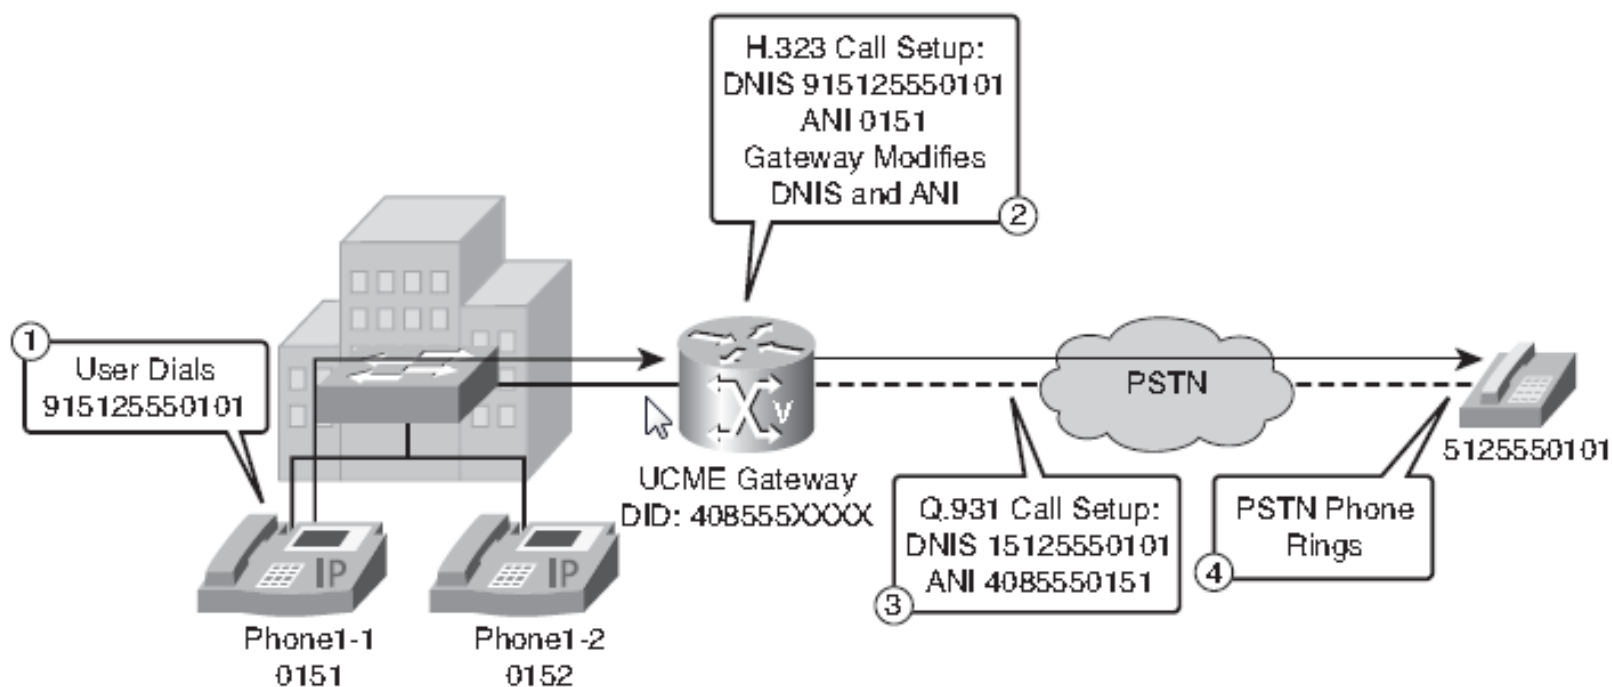 H.323 Call Setup:
DNIS 915125550101
ANI 0151
Gateway Modifies
DNIS and ANI
2
1
User Dials
915125550101
V
PSTN
5125550101
UCME Gateway
DID: 408555XXXX
Q.931 Call Setup:
DNIS 15125550101
ANI 4085550151
3
PSTN Phone
Rings
4
IP
IP
Phone1-1
0151
Phone1-2
0152